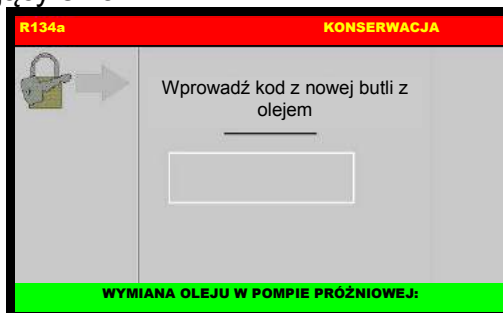 R134a KONSERWACJA
Wprowadź kod z nowej butli z
olejem
WYMIANA OLEJU W POMPIE PRÓŻNIOWEJ: